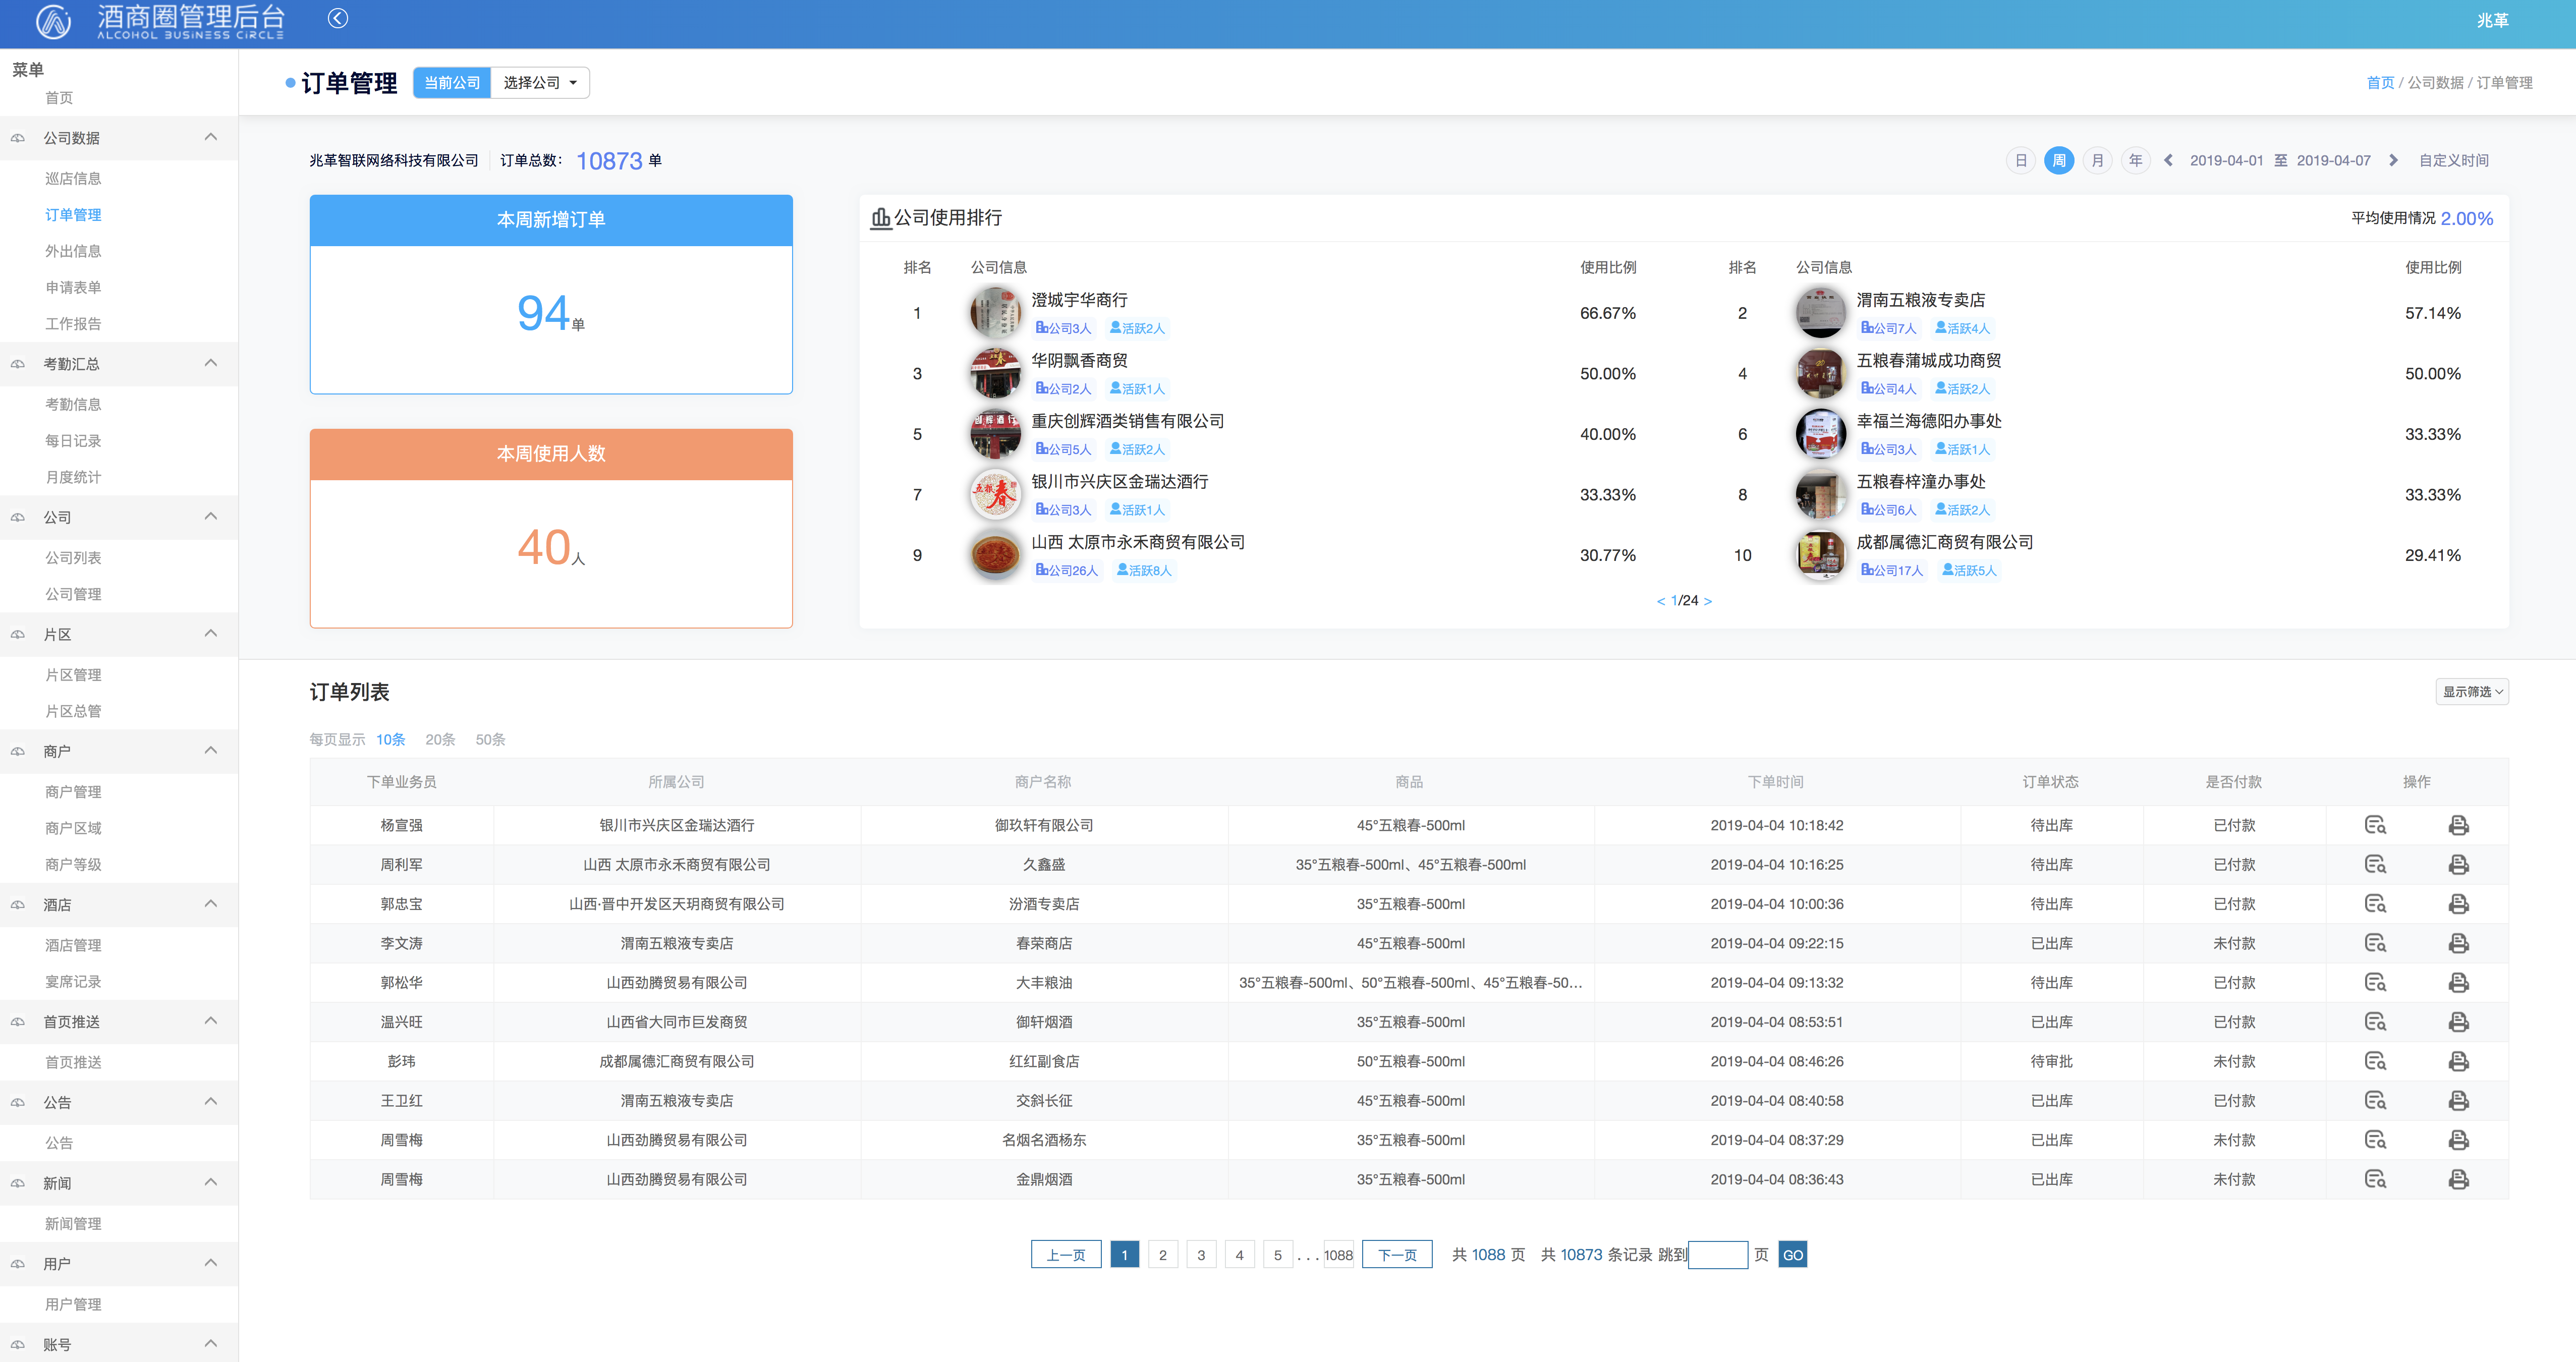 酒商圈管理后台
ALCOHOL BUSINESS CIRCLE
兆革
菜单
首页
公司数据
巡店信息
订单管理
外出信息
申请表单
工作报告
考勤汇总
考勤信息
每日记录
月度统计
公司
公司列表
公司管理
片区
片区管理
片区总管
商户
商户管理
商户区域
商户等级
酒店
酒店管理
宴席记录
首页推送
首页推送
公告
公告
新闻
新闻管理
用户
用户管理
账号
订单管理 当前公司 选择公司
首页 / 公司数据 / 订单管理
兆革智联网络科技有限公司 订单总数： 10873 单
日 周 月 年 2019-04-01 至 2019-04-07 自定义时间
本周新增订单
94单
本周使用人数
40人
公司使用排行 平均使用情况 2.00%
排名 公司信息 使用比例 排名 公司信息 使用比例
1 澄城宇华商行 公司3人 活跃2人 66.67%
2 渭南五粮液专卖店 公司7人 活跃4人 57.14%
3 华阴飘香商贸 公司2人 活跃1人 50.00%
4 五粮春蒲城成功商贸 公司4人 活跃2人 50.00%
5 重庆创辉酒类销售有限公司 公司5人 活跃2人 40.00%
6 幸福兰海德阳办事处 公司3人 活跃1人 33.33%
7 银川市兴庆区金瑞达酒行 公司3人 活跃1人 33.33%
8 五粮春梓潼办事处 公司6人 活跃2人 33.33%
9 山西 太原市永禾商贸有限公司 公司26人 活跃8人 30.77%
10 成都属德汇商贸有限公司 公司17人 活跃5人 29.41%
< 1/24 >
订单列表 显示筛选
每页显示 10条 20条 50条
下单业务员 所属公司 商户名称 商品 下单时间 订单状态 是否付款 操作
杨宣强 银川市兴庆区金瑞达酒行 御玖轩有限公司 45°五粮春-500ml 2019-04-04 10:18:42 待出库 已付款
周利军 山西 太原市永禾商贸有限公司 久鑫盛 35°五粮春-500ml、45°五粮春-500ml 2019-04-04 10:16:25 待出库 已付款
郭忠宝 山西·晋中开发区天玥商贸有限公司 汾酒专卖店 35°五粮春-500ml 2019-04-04 10:00:36 待出库 已付款
李文涛 渭南五粮液专卖店 春荣商店 45°五粮春-500ml 2019-04-04 09:22:15 已出库 未付款
郭松华 山西劲腾贸易有限公司 大丰粮油 35°五粮春-500ml、50°五粮春-500ml、45°五粮春-50... 2019-04-04 09:13:32 待出库 已付款
温兴旺 山西省大同市巨发商贸 御轩烟酒 35°五粮春-500ml 2019-04-04 08:53:51 已出库 已付款
彭玮 成都属德汇商贸有限公司 红红副食店 50°五粮春-500ml 2019-04-04 08:46:26 待审批 未付款
王卫红 渭南五粮液专卖店 交斜长征 45°五粮春-500ml 2019-04-04 08:40:58 已出库 已付款
周雪梅 山西劲腾贸易有限公司 名烟名酒杨东 35°五粮春-500ml 2019-04-04 08:37:29 已出库 未付款
周雪梅 山西劲腾贸易有限公司 金鼎烟酒 35°五粮春-500ml 2019-04-04 08:36:43 已出库 未付款
上一页 1 2 3 4 5 ... 1088 下一页 共 1088 页 共 10873 条记录 跳到 页 GO